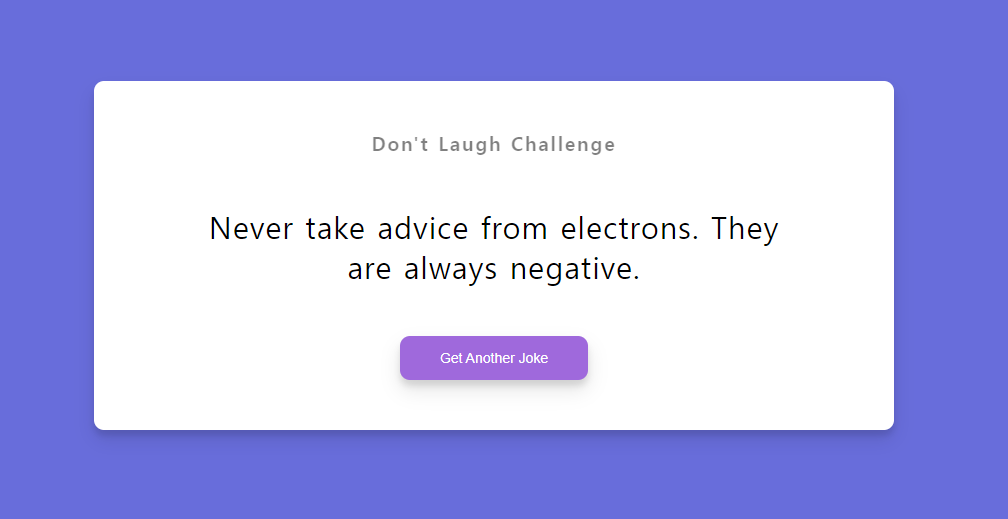 Don't Laugh Challenge
Never take advice from electrons. They
are always negative.
Get Another Joke